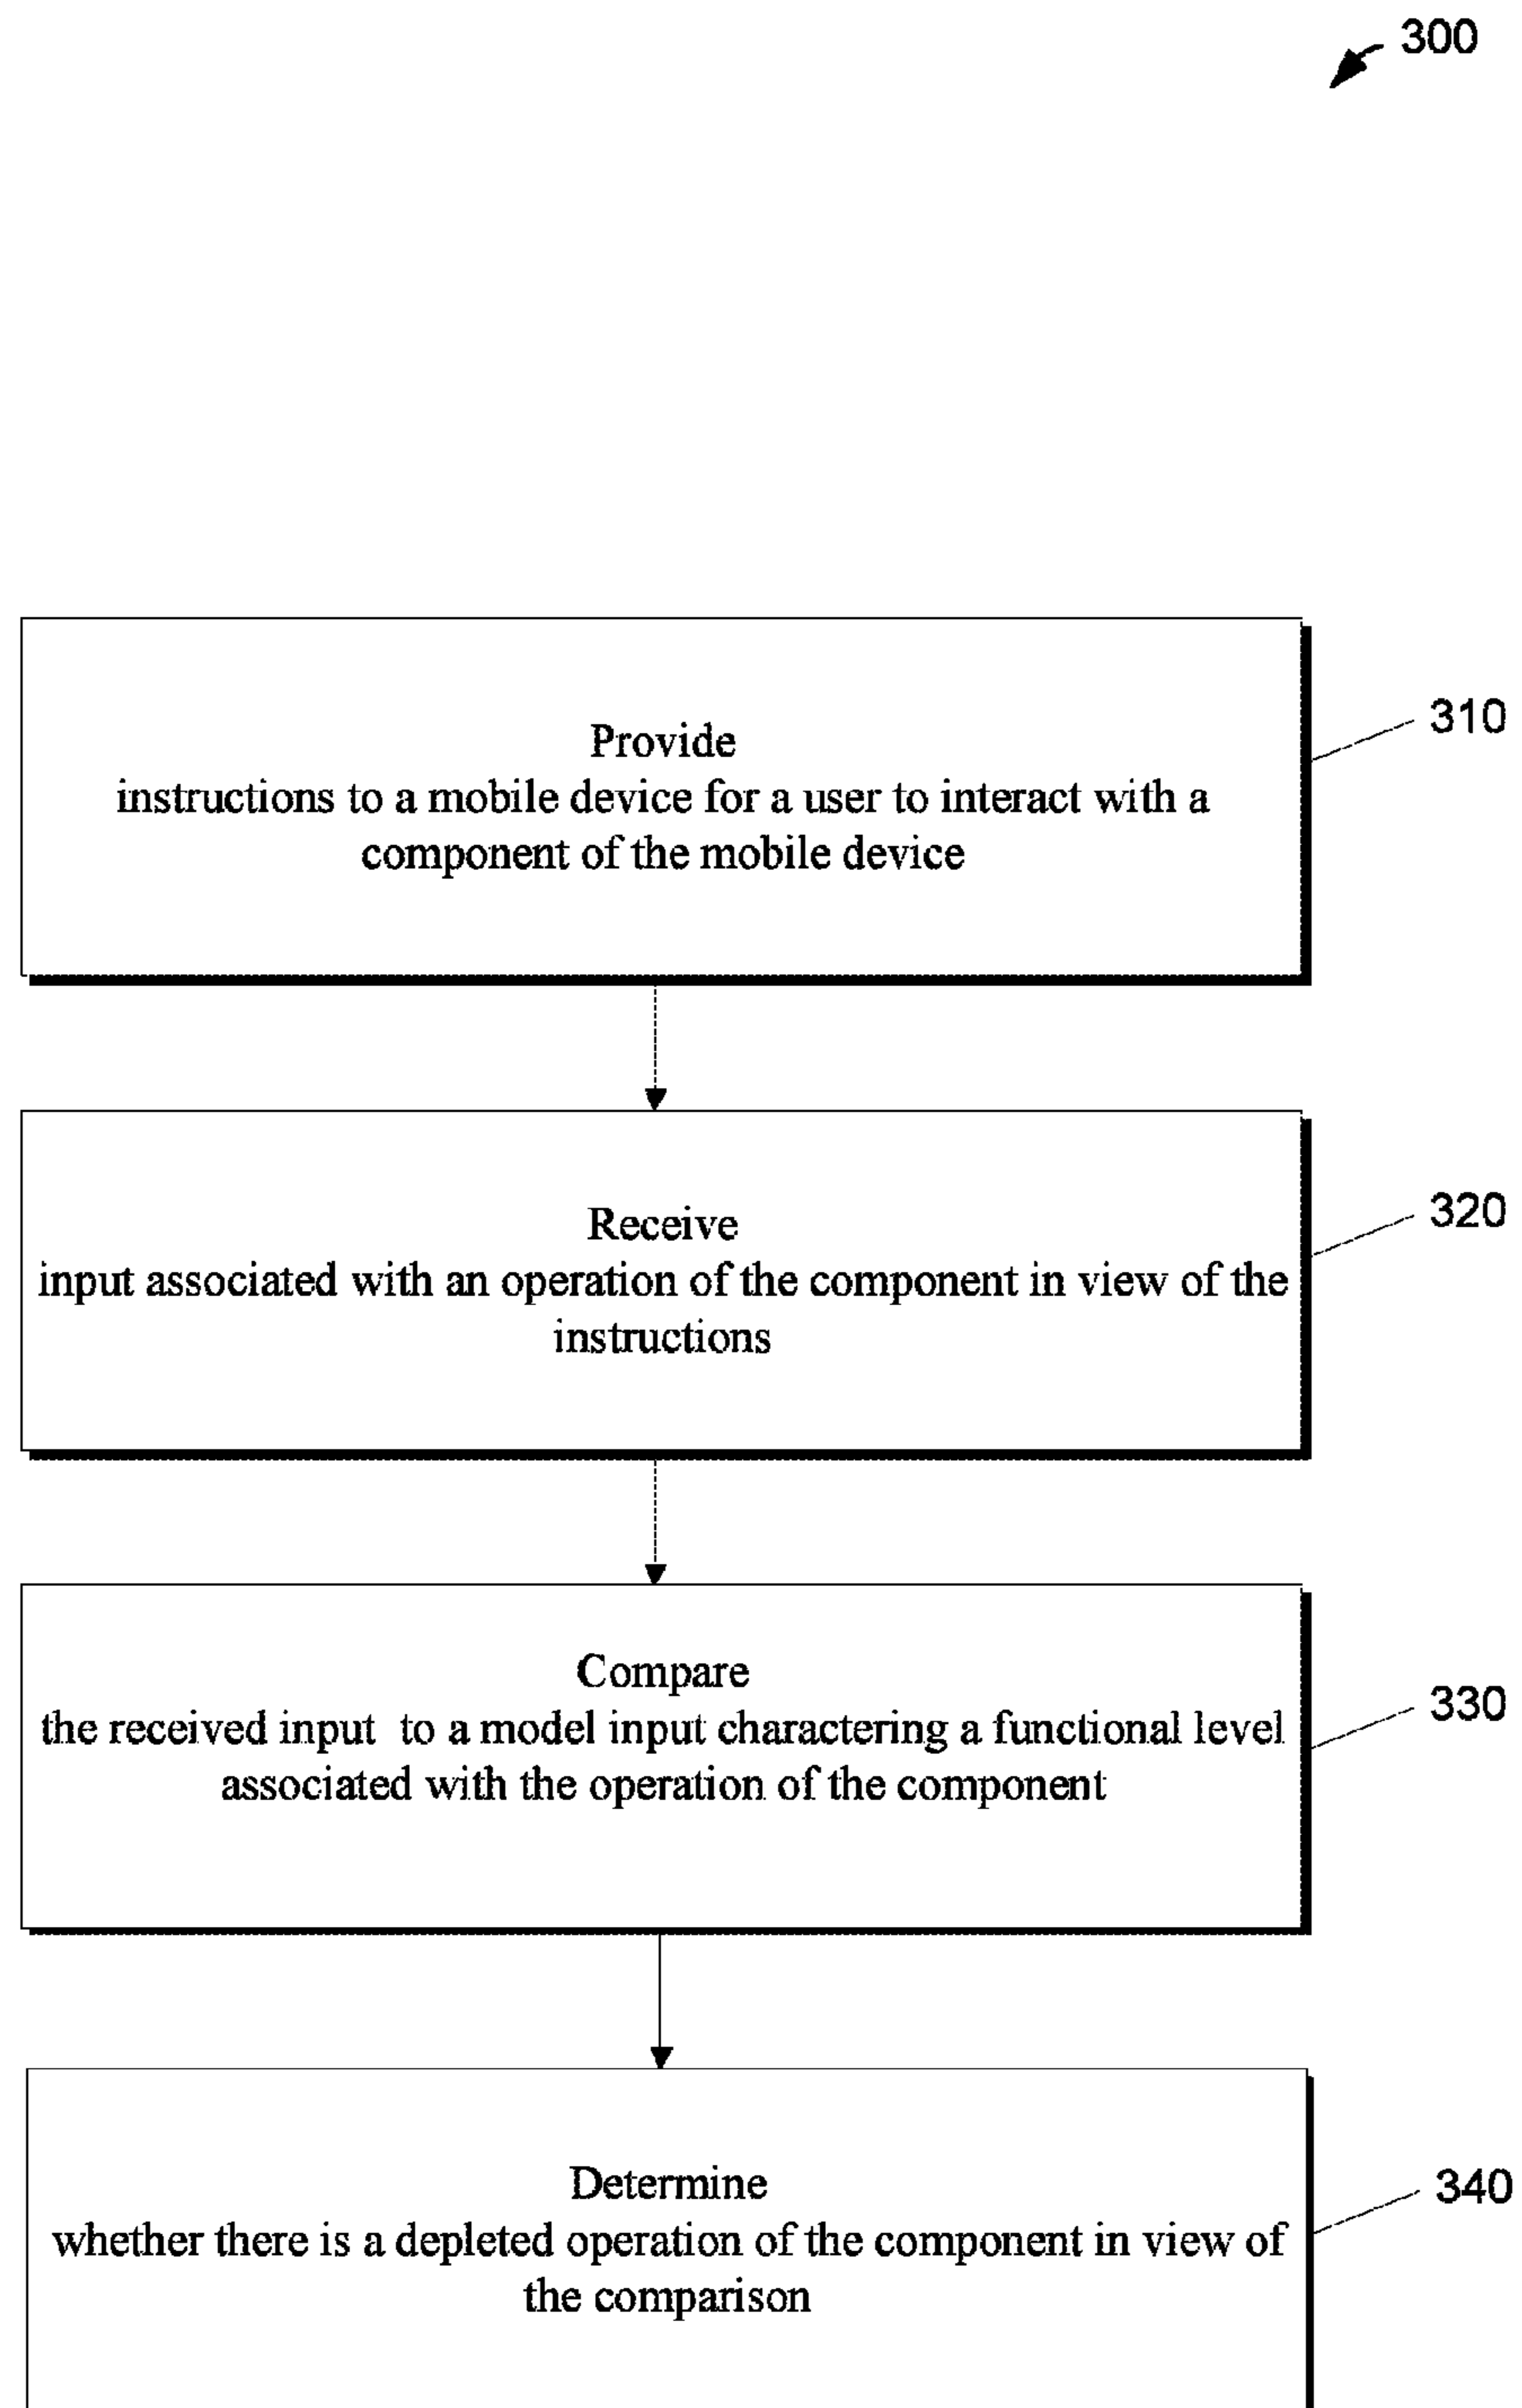 300
Provide
instructions to a mobile device for a user to interact with a
component of the mobile device
310
Receive
input associated with an operation of the component in view of the
instructions
320
Compare
the received input to a model input charactering a functional level
associated with the operation of the component
330
Determine
whether there is a depleted operation of the component in view of
the comparison
340